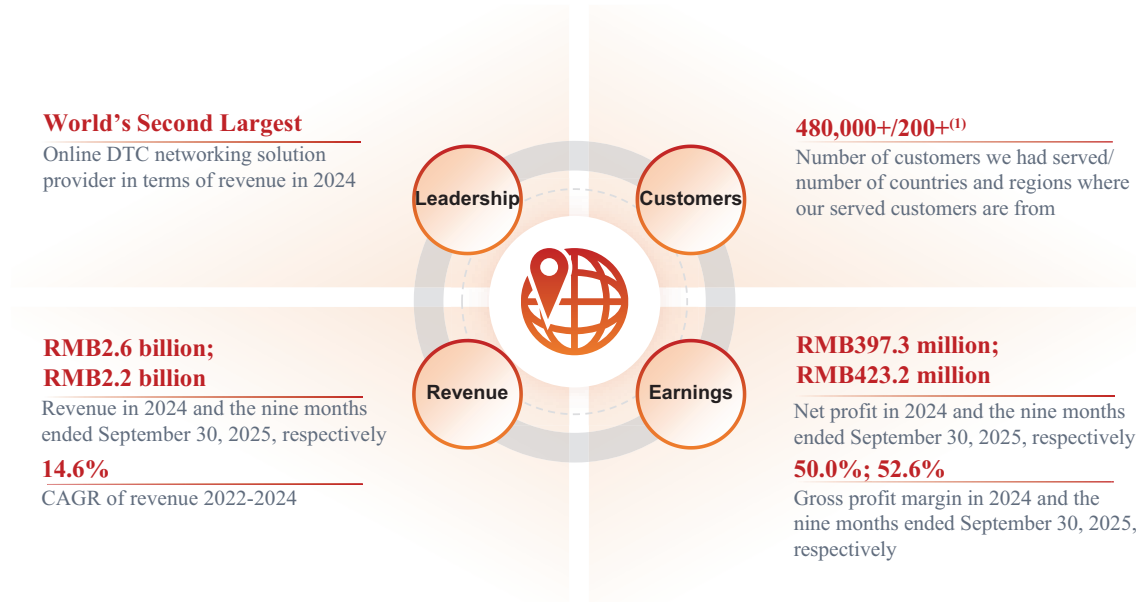 World's Second Largest
Online DTC networking solution
provider in terms of revenue in 2024
Leadership
Customers
480,000+/200+(1)
Number of customers we had served/
number of countries and regions where
our served customers are from
RMB2.6 billion;
RMB2.2 billion
Revenue in 2024 and the nine months
ended September 30, 2025, respectively
14.6%
CAGR of revenue 2022-2024
Revenue
Earnings
RMB397.3 million;
RMB423.2 million
Net profit in 2024 and the nine months
ended September 30, 2025, respectively
50.0%; 52.6%
Gross profit margin in 2024 and the
nine months ended September 30, 2025,
respectively